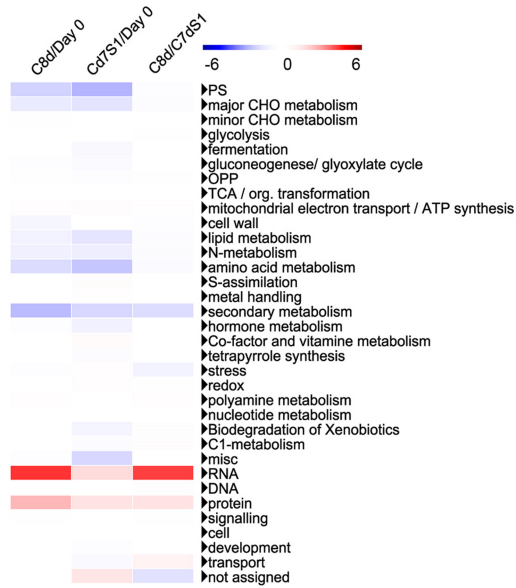 C8d/Day 0
Cd7S1/Day 0
C8d/C7dS1
-6 0 6
PS
major CHO metabolism
minor CHO metabolism
glycolysis
fermentation
gluconeogenese/ glyoxylate cycle
OPP
TCA / org. transformation
mitochondrial electron transport / ATP synthesis
cell wall
lipid metabolism
N-metabolism
amino acid metabolism
S-assimilation
metal handling
secondary metabolism
hormone metabolism
Co-factor and vitamine metabolism
tetrapyrrole synthesis
stress
redox
polyamine metabolism
nucleotide metabolism
Biodegradation of Xenobiotics
C1-metabolism
misc
RNA
DNA
protein
signalling
cell
development
transport
not assigned